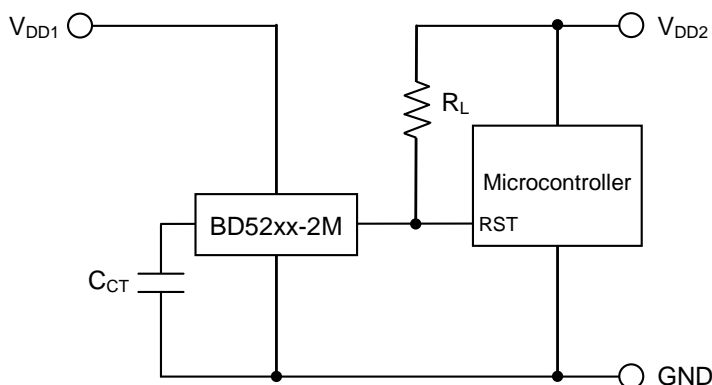 VDD1
VDD2
RL
Microcontroller
BD52xx-2M
RST
CCT
GND